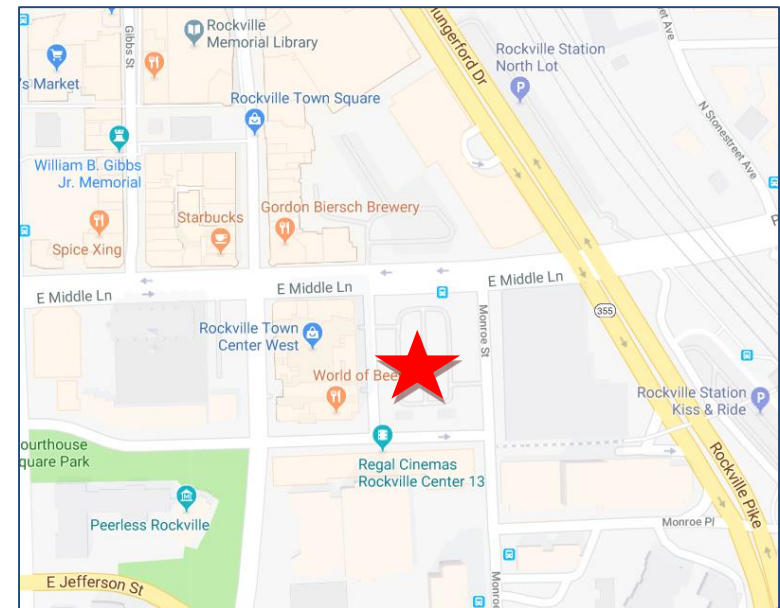 Rockville
Memorial Library
Gibbs St
Hungerford Dr
Rockville Station
North Lot
's Market
Rockville Town Square
N Stonestreet Ave
William B. Gibbs
Jr. Memorial
Starbucks
Gordon Biersch Brewery
Spice Xing
E Middle Ln
E Middle Ln
E Middle Ln
355
Monroe St
Rockville Town
Center West
World of Bee
Rockville Station
Kiss & Ride
ourthouse
quare Park
Regal Cinemas
Rockville Center 13
Rockville Pike
Peerless Rockville
Monroe Pl
E Jefferson St
Monroe